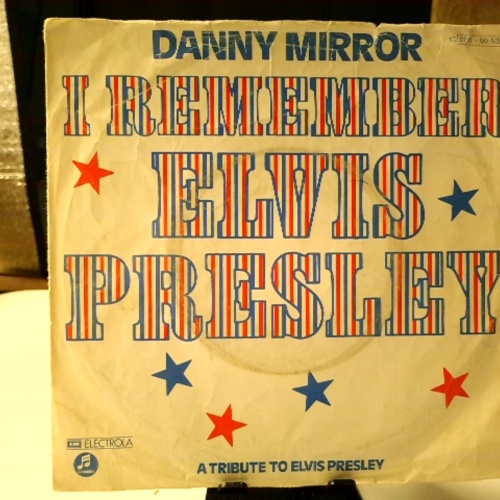 DANNY MIRROR
I REMEMBER
ELVIS
PRESLEY
EMI ELECTROLA
A TRIBUTE TO ELVIS PRESLEY